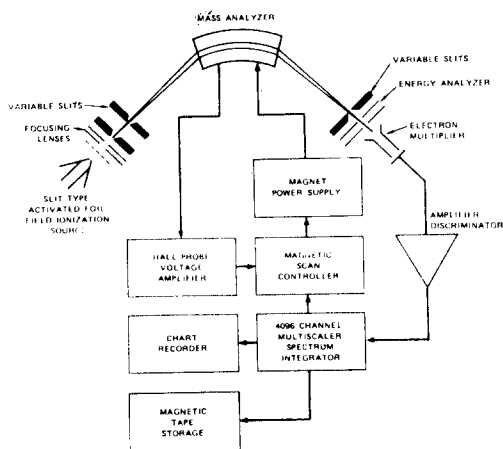 MASS ANALYZER
VARIABLE SLITS
ENERGY ANALYZER
VARIABLE SLITS
FOCUSING
LENSES
ELECTRON
MULTIPLIER
SLIT TYPE
ACTIVATED FOIL
FIELD IONIZATION
SOURCE
MAGNET
POWER SUPPLY
AMPLIFIER
DISCRIMINATOR
HALL PROBE
VOLTAGE
AMPLIFIER
MAGNETIC
SCAN
CONTROLLER
CHART
RECORDER
4096 CHANNEL
MULTISCALER
SPECTRUM
INTEGRATOR
MAGNETIC
TAPE
STORAGE